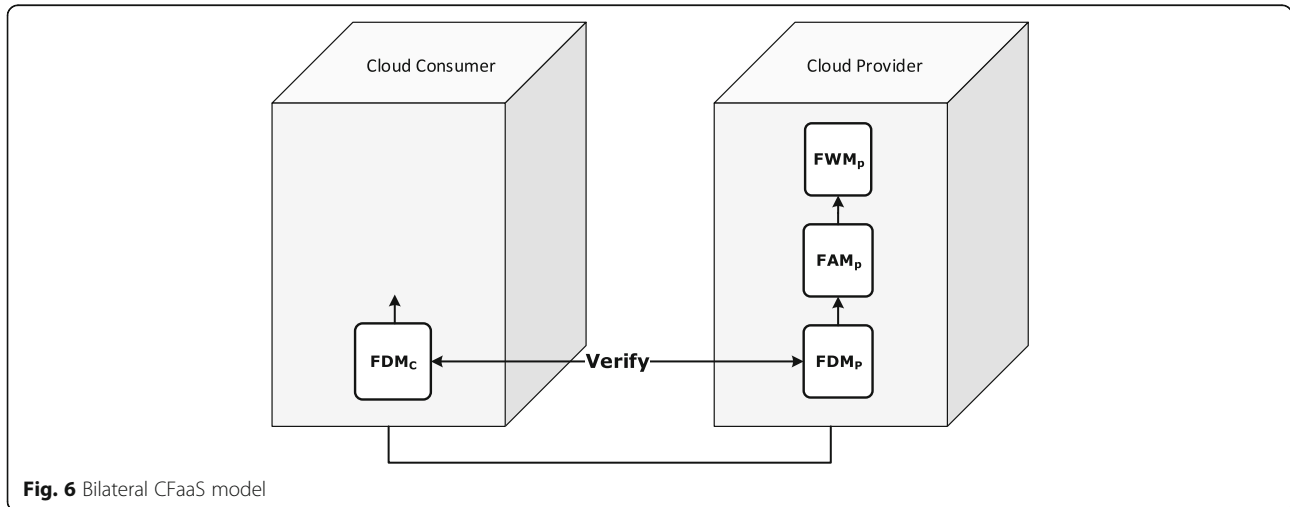 Cloud Consumer
Cloud Provider
FWMp
FAMp
FDMC
Verify
FDMP
Fig. 6 Bilateral CFaaS model